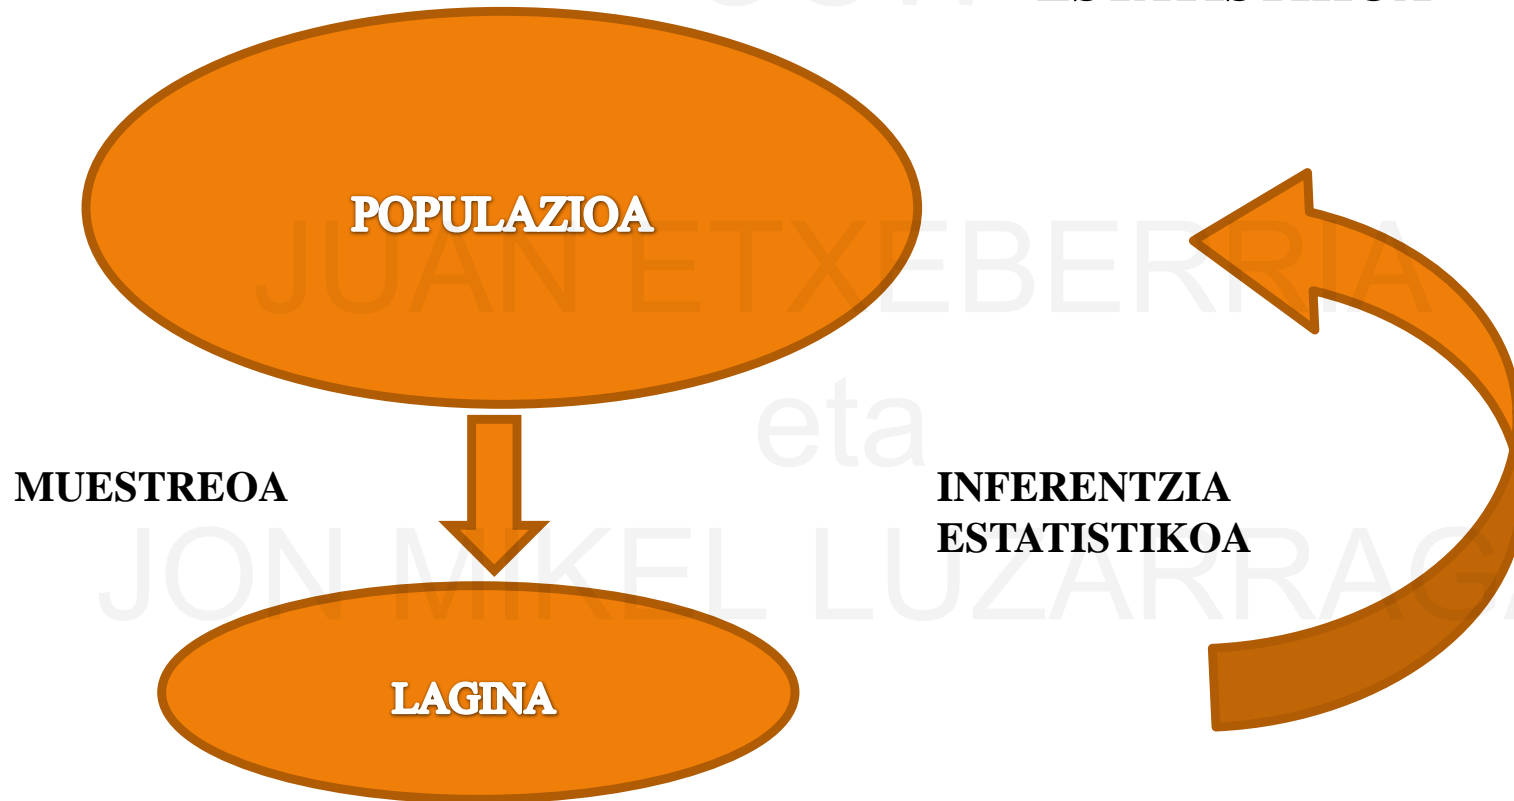 POPULAZIOA
JUAN ETXEBERRIA
eta
MUESTREOA
INFERENTZIA
ESTATISTIKOA
JON MIKEL LUZARRAGA
LAGINA